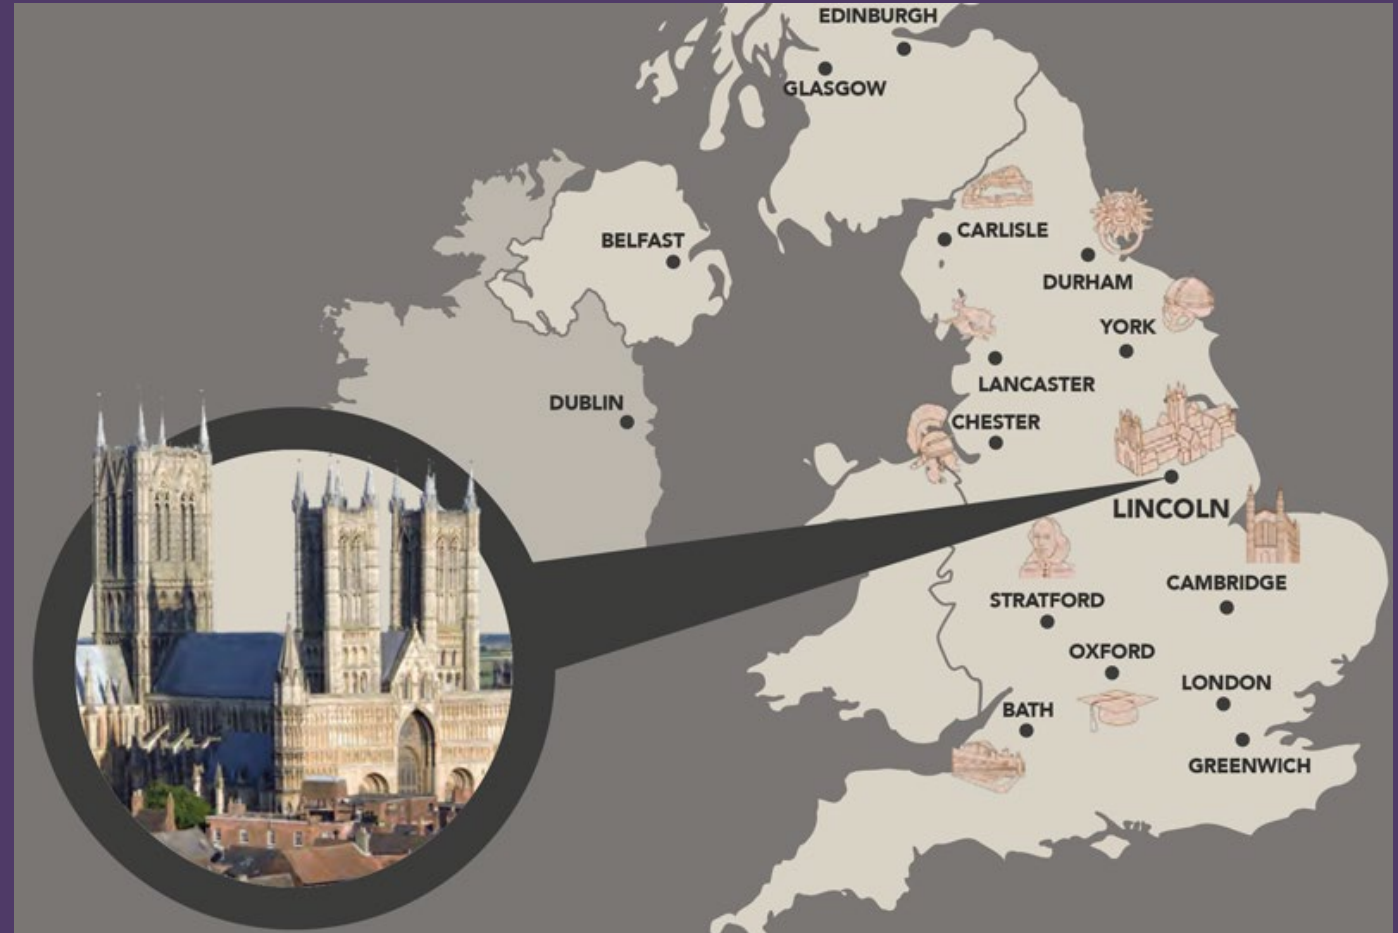 EDINBURGH
GLASGOW
CARLISLE
BELFAST
DURHAM
YORK
LANCASTER
DUBLIN
CHESTER
LINCOLN
CAMBRIDGE
STRATFORD
OXFORD
LONDON
BATH
GREENWICH